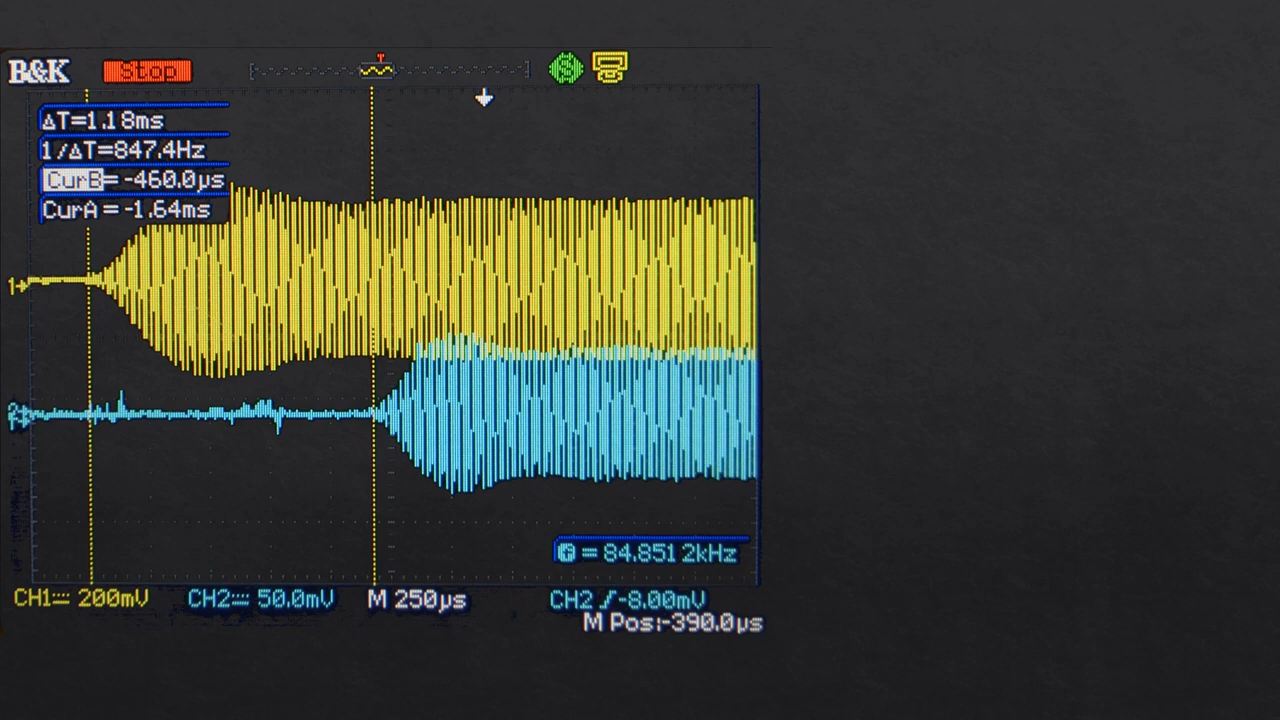 B&K Stop
T
ΔT=1.18ms
1/ΔT=847.4Hz
CurB= -460.0µs
CurA = -1.64ms
1
2
= 84.8512kHz
CH1 200mV CH2 50.0mV M 250µs CH2 /-8.00mV
M Pos:-390.0µs